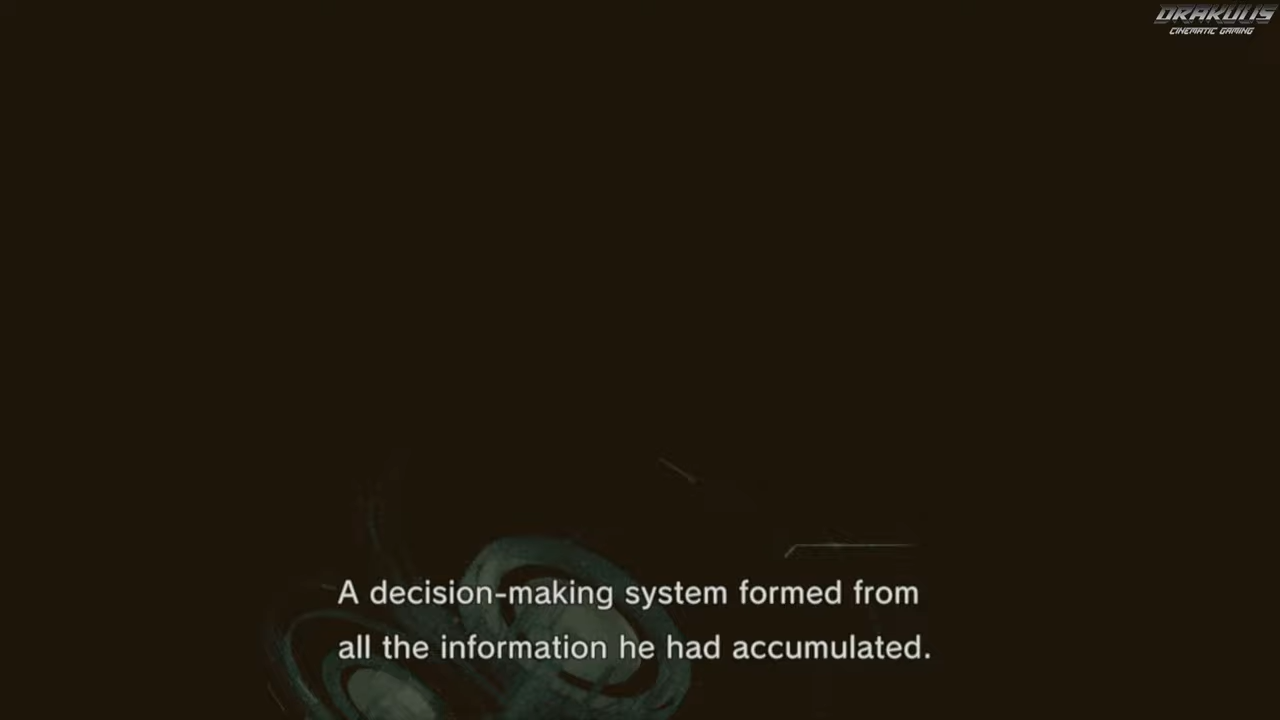 DRAKULIS
CINEMATIC GAMING
A decision-making system formed from
all the information he had accumulated.